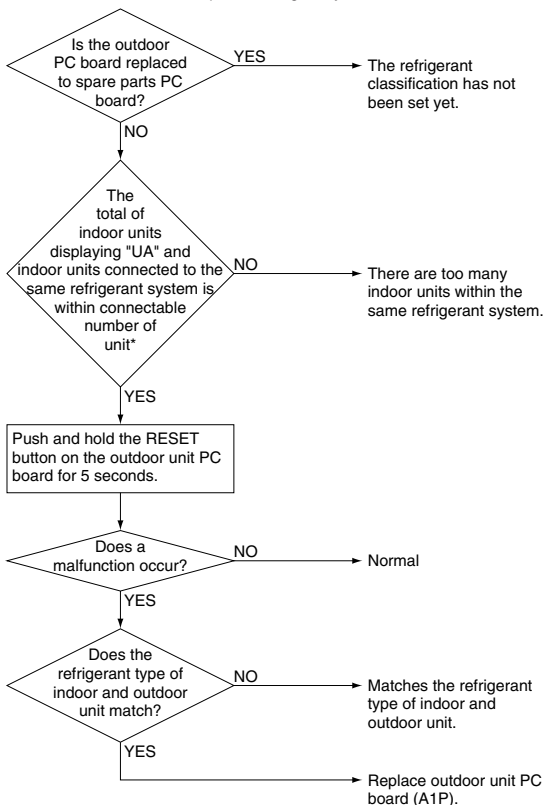 Is the outdoor
PC board replaced
to spare parts PC
board?
YES
The refrigerant
classification has not
been set yet.
NO
The
total of
indoor units
displaying "UA" and
indoor units connected to the
same refrigerant system is
within connectable
number of
unit*
NO
There are too many
indoor units within the
same refrigerant system.
YES
Push and hold the RESET
button on the outdoor unit PC
board for 5 seconds.
Does a
malfunction occur?
NO
Normal
YES
Does the
refrigerant type of
indoor and outdoor
unit match?
NO
Matches the refrigerant
type of indoor and
outdoor unit.
YES
Replace outdoor unit PC
board (A1P).